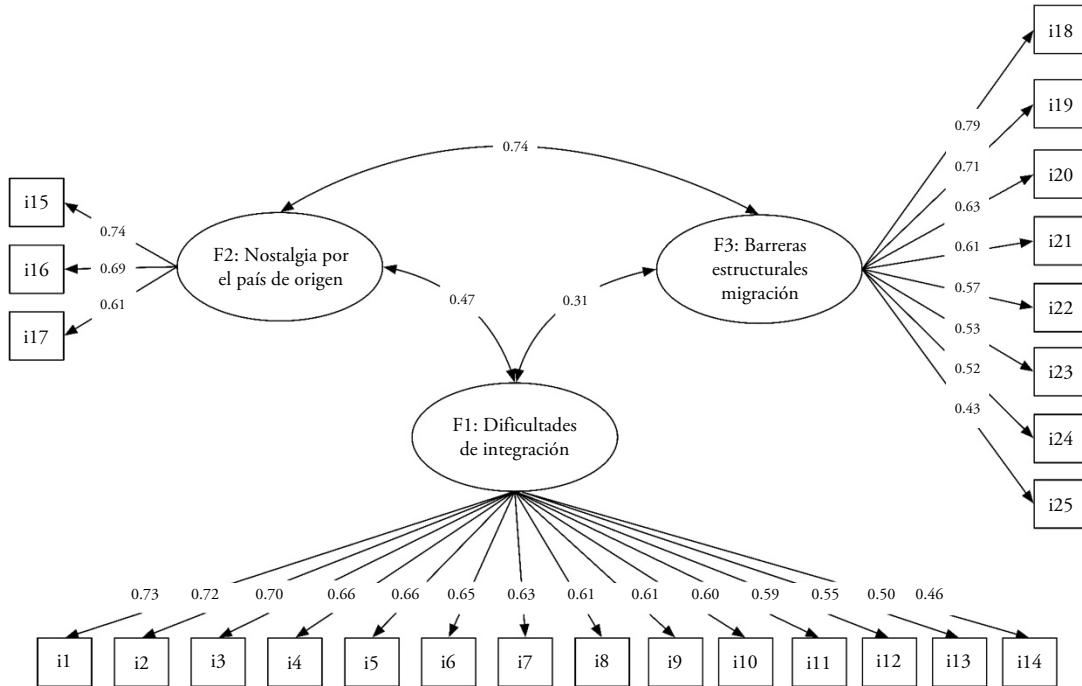 i18
i19
0.79
0.74
0.71
i20
i15
0.63
0.74
F2: Nostalgia por
el país de origen
F3: Barreras
estructurales
migración
0.61
i21
i16
0.69
0.47
0.31
0.57
i22
0.61
i17
0.53
i23
0.52
0.43
F1: Dificultades
de integración
i24
i25
0.73 0.72 0.70 0.66 0.66 0.65 0.63 0.61 0.61 0.60 0.59 0.55 0.50 0.46
i1 i2 i3 i4 i5 i6 i7 i8 i9 i10 i11 i12 i13 i14